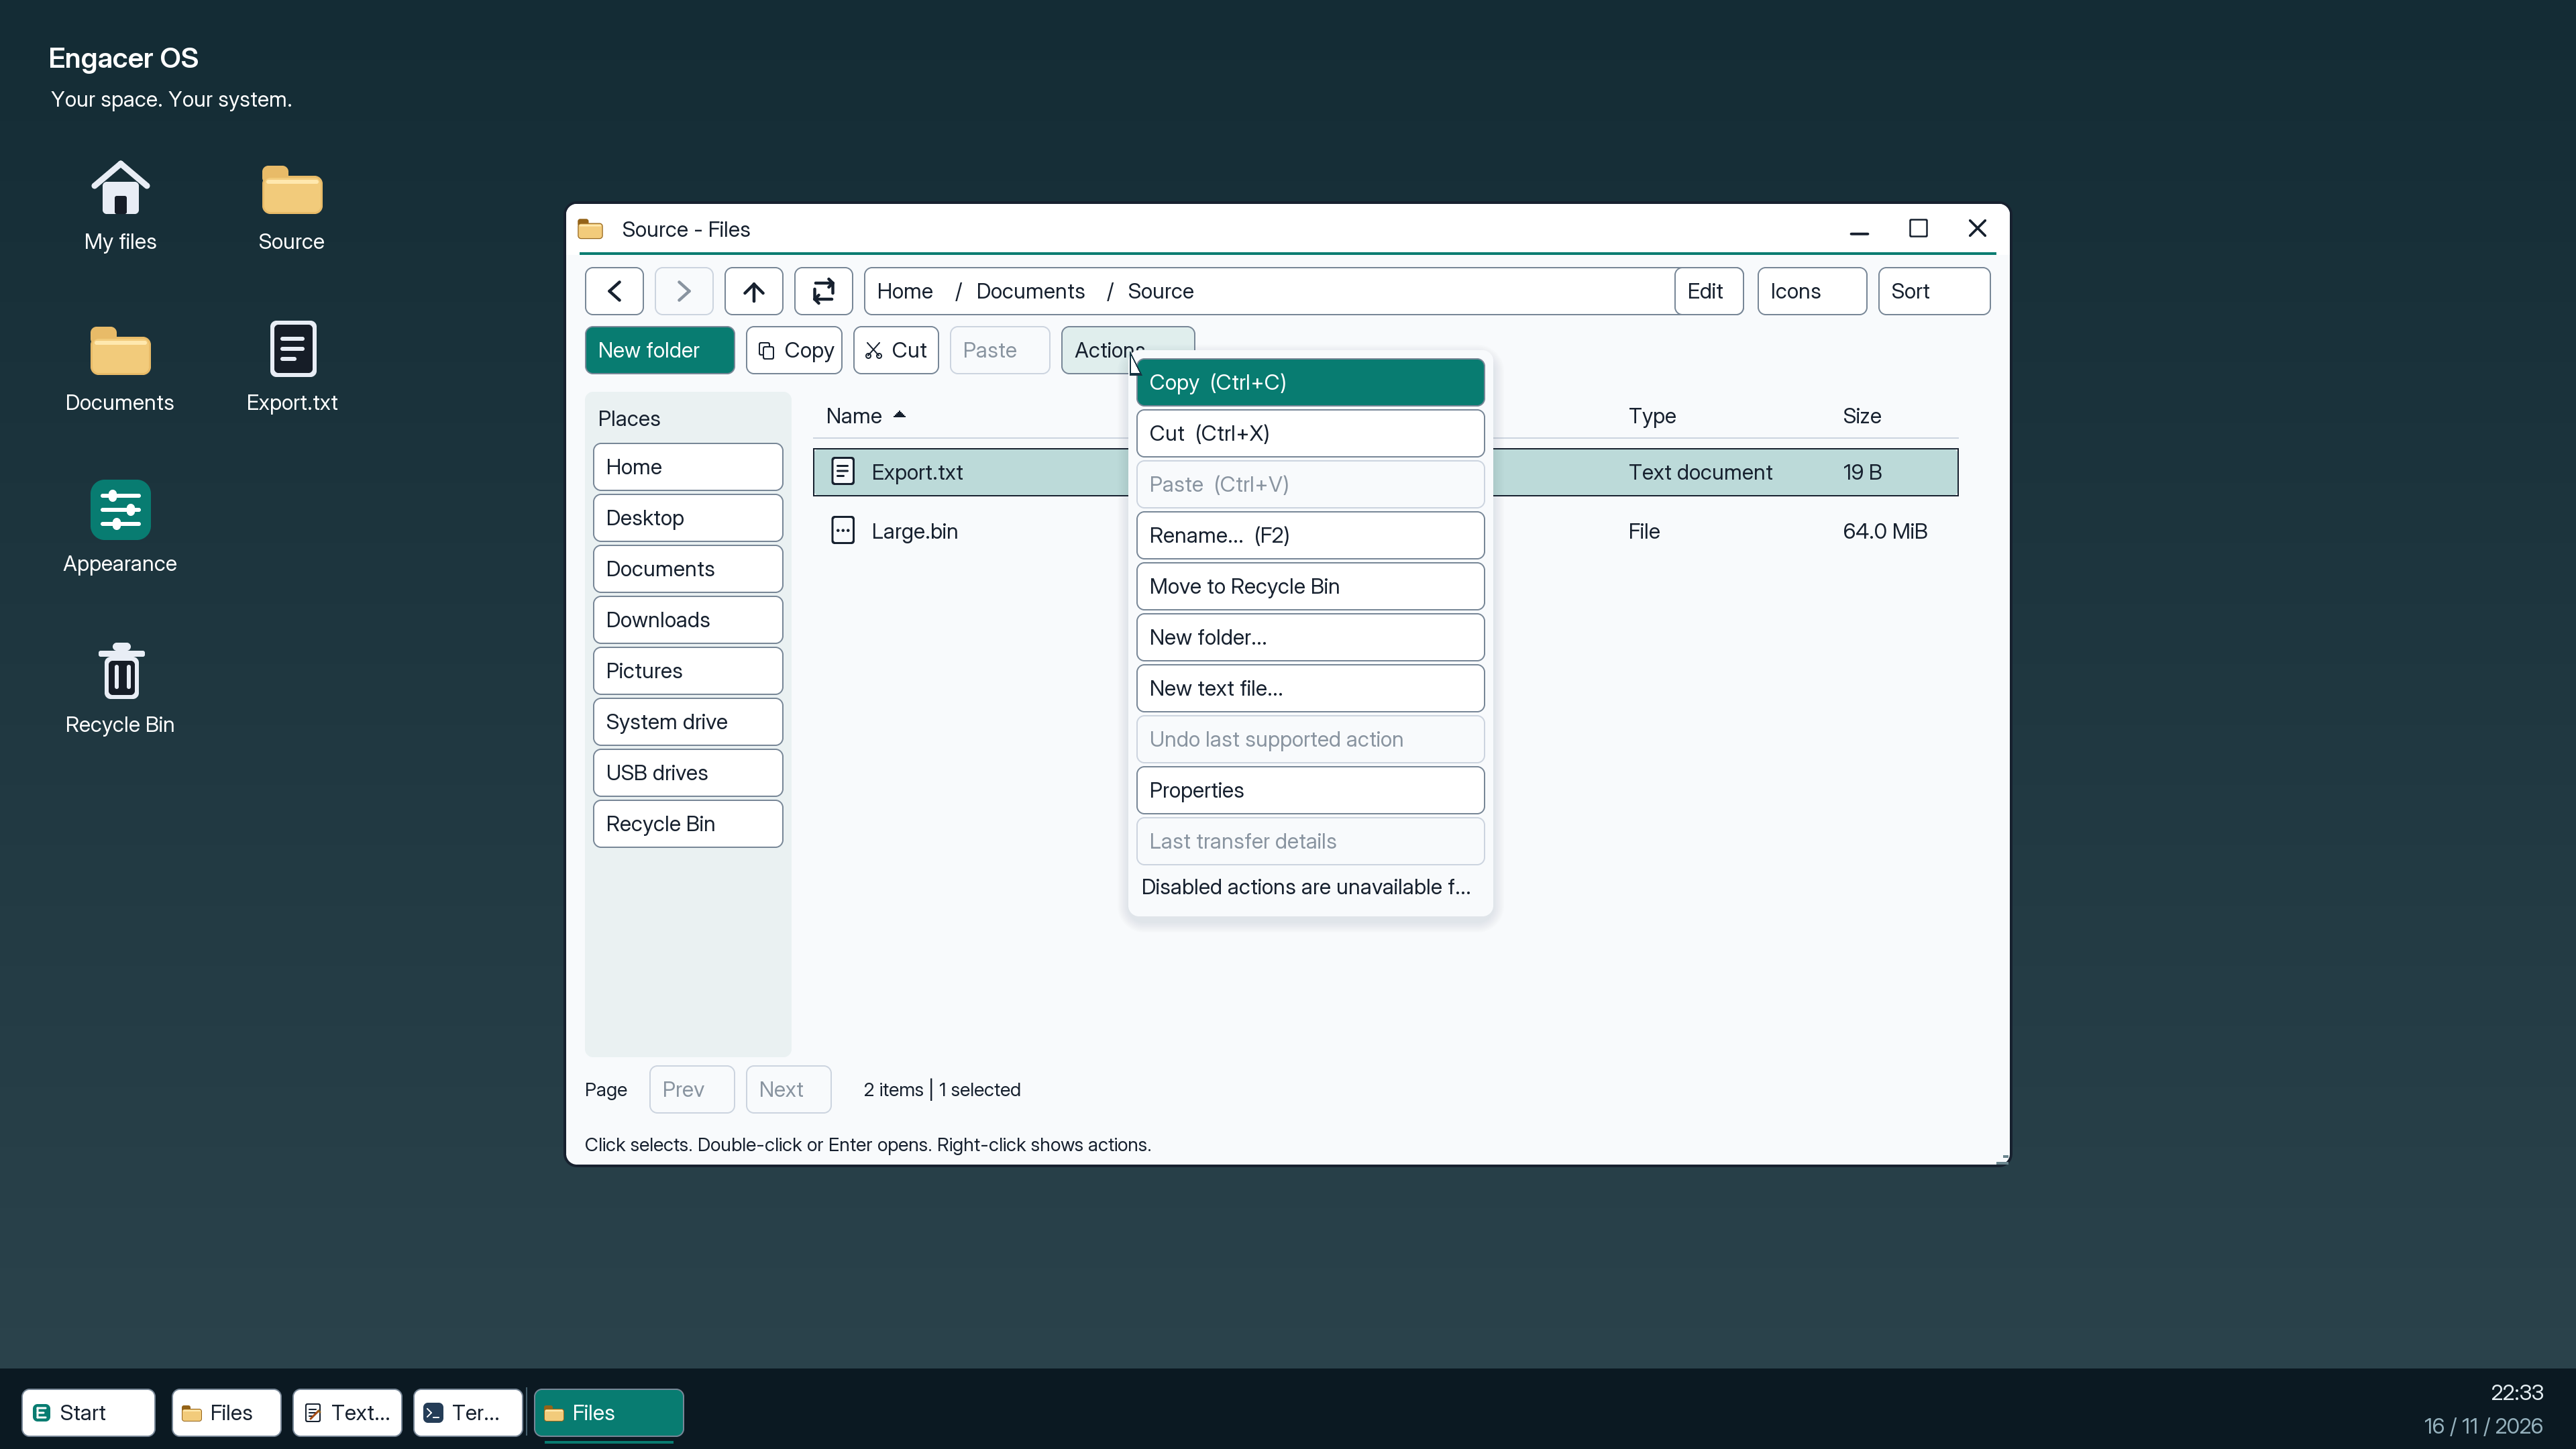 Engacer OS
Your space. Your system.
My files
Source
Documents
Export.txt
Appearance
Recycle Bin
Source - Files
Home / Documents / Source
Edit
Icons
Sort
New folder
Copy
Cut
Paste
Actions
Places
Home
Desktop
Documents
Downloads
Pictures
System drive
USB drives
Recycle Bin
Name
Type
Size
Export.txt
Text document
19 B
Large.bin
File
64.0 MiB
Copy (Ctrl+C)
Cut (Ctrl+X)
Paste (Ctrl+V)
Rename... (F2)
Move to Recycle Bin
New folder...
New text file...
Undo last supported action
Properties
Last transfer details
Disabled actions are unavailable f...
Page
Prev
Next
2 items | 1 selected
Click selects. Double-click or Enter opens. Right-click shows actions.
Start
Files
Text...
Ter...
Files
22:33
16 / 11 / 2026